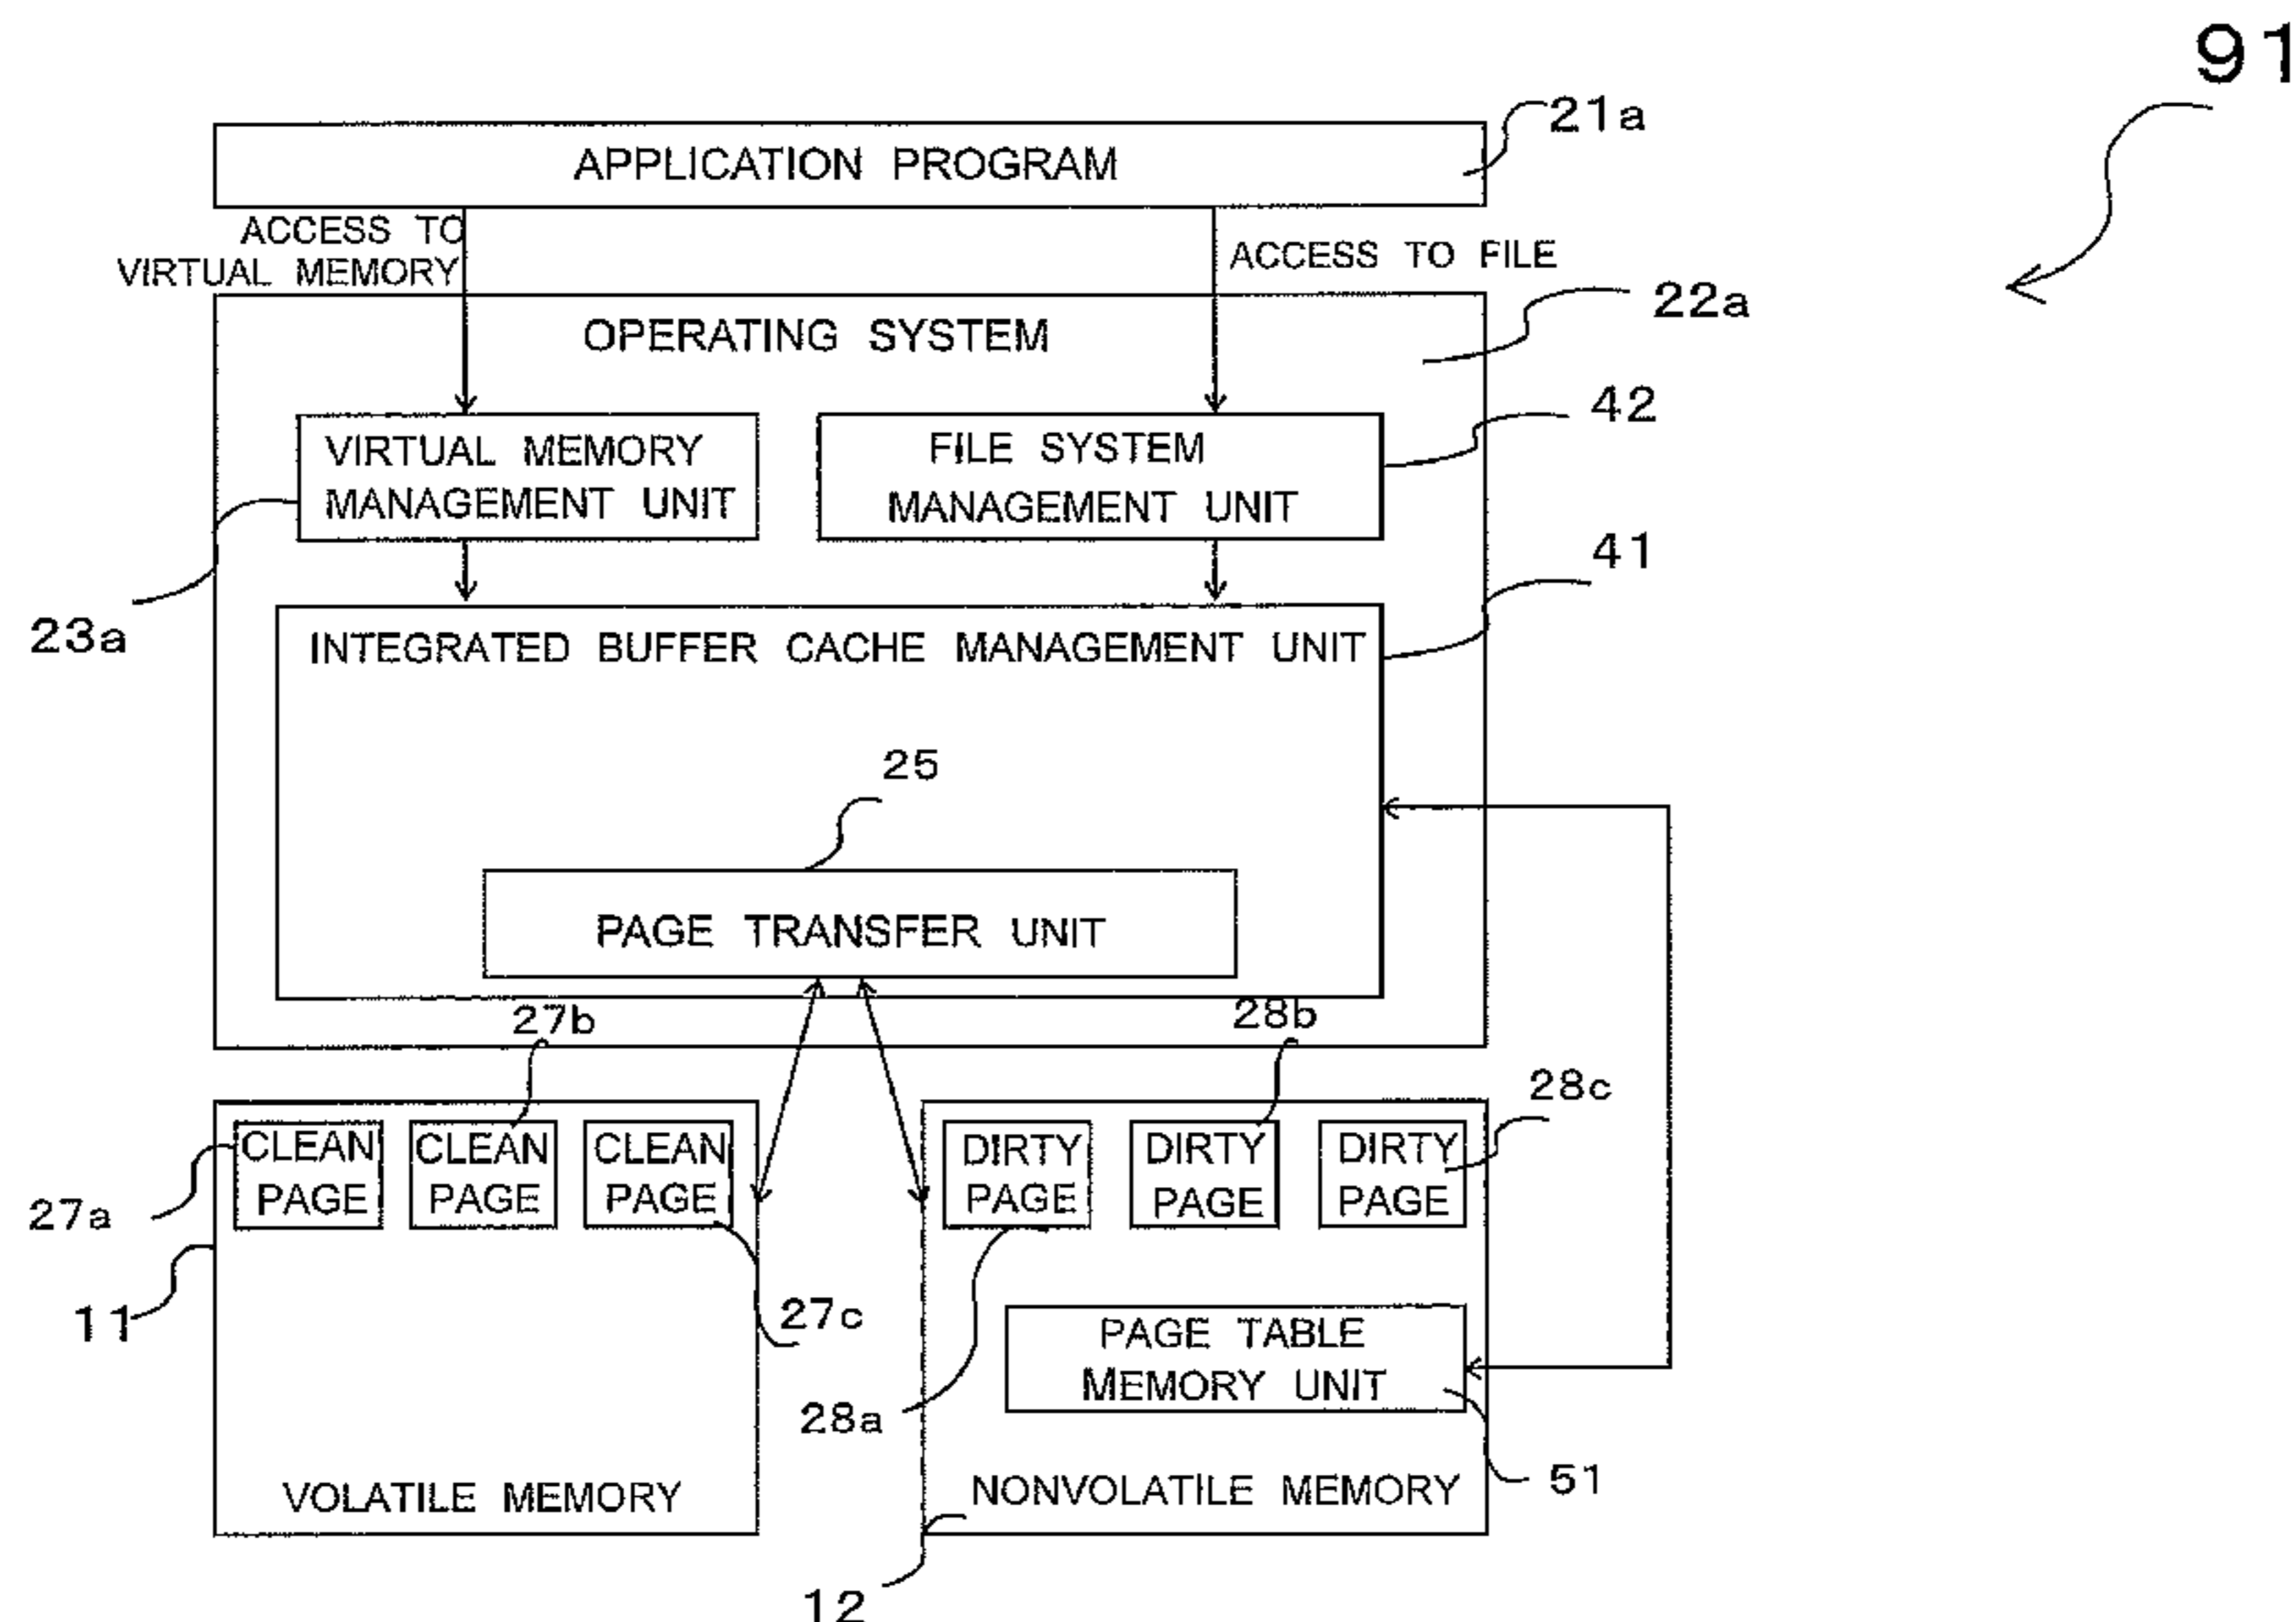 91
21a
APPLICATION PROGRAM
ACCESS TO
VIRTUAL MEMORY
ACCESS TO FILE
22a
OPERATING SYSTEM
42
VIRTUAL MEMORY
MANAGEMENT UNIT
FILE SYSTEM
MANAGEMENT UNIT
41
23a
INTEGRATED BUFFER CACHE MANAGEMENT UNIT
25
PAGE TRANSFER UNIT
27b
28b
28c
CLEAN
PAGE
CLEAN
PAGE
CLEAN
PAGE
DIRTY
PAGE
DIRTY
PAGE
DIRTY
PAGE
27a
11
27c
PAGE TABLE
MEMORY UNIT
28a
51
VOLATILE MEMORY
NONVOLATILE MEMORY
12